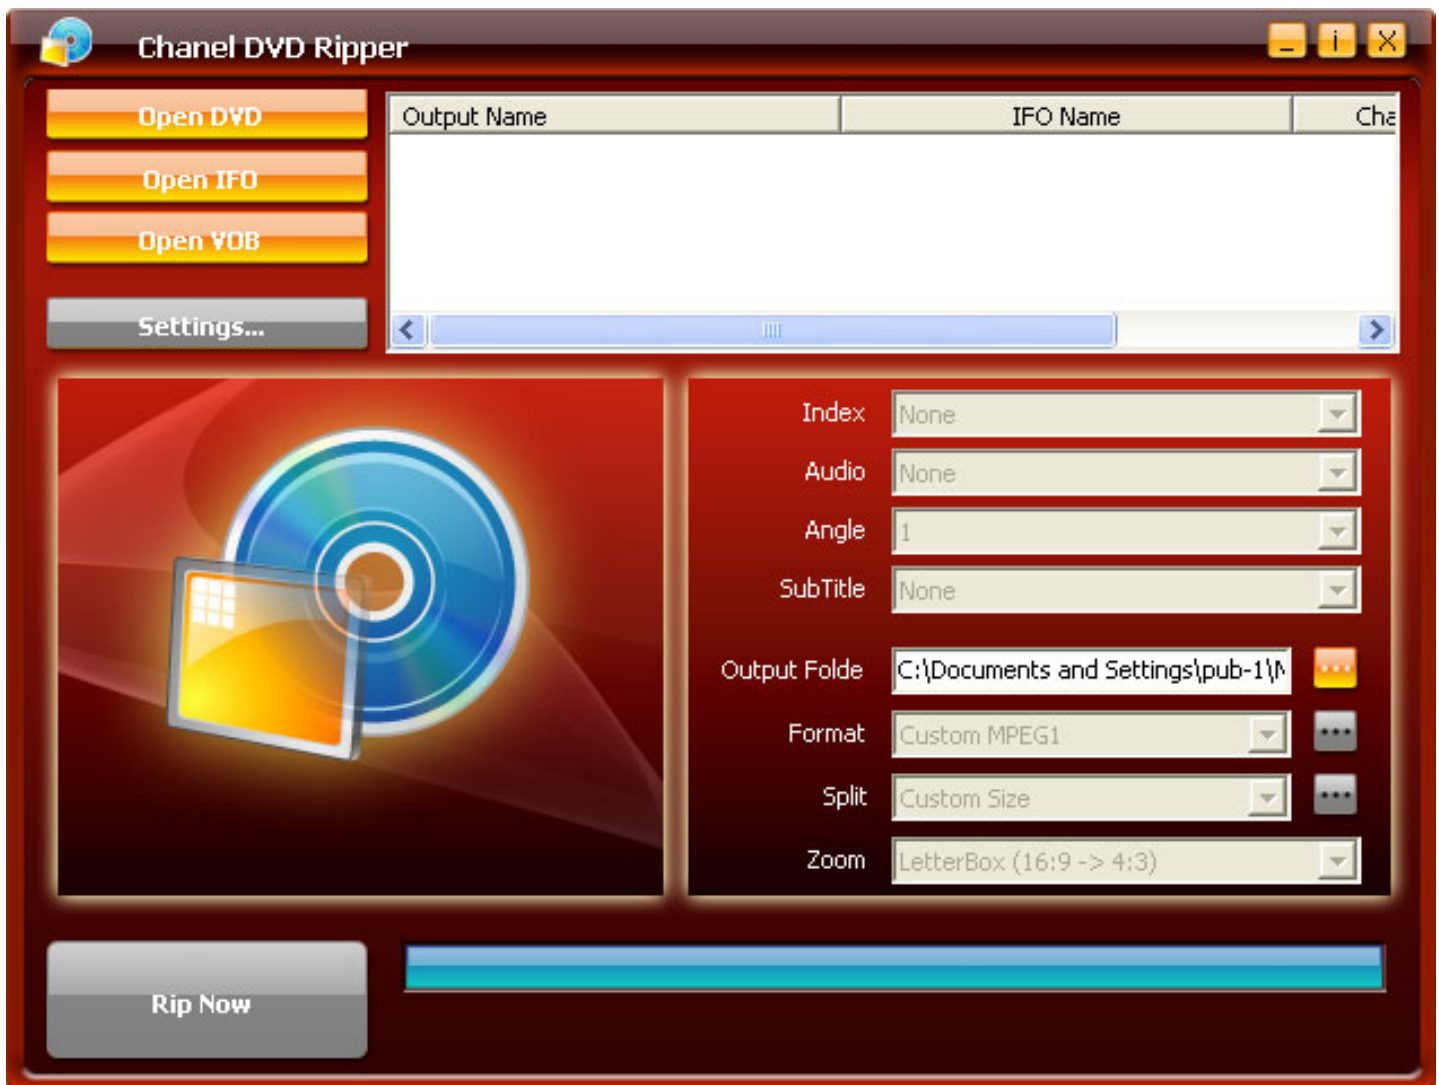 Chanel DVD Ripper
Open DVD
Open IFO
Open VOB
Settings...
Output Name IFO Name Cha
Index None
Audio None
Angle 1
SubTitle None
Output Folde C:\Documents and Settings\pub-1\M
Format Custom MPEG1
Split Custom Size
Zoom LetterBox (16:9 -> 4:3)
Rip Now